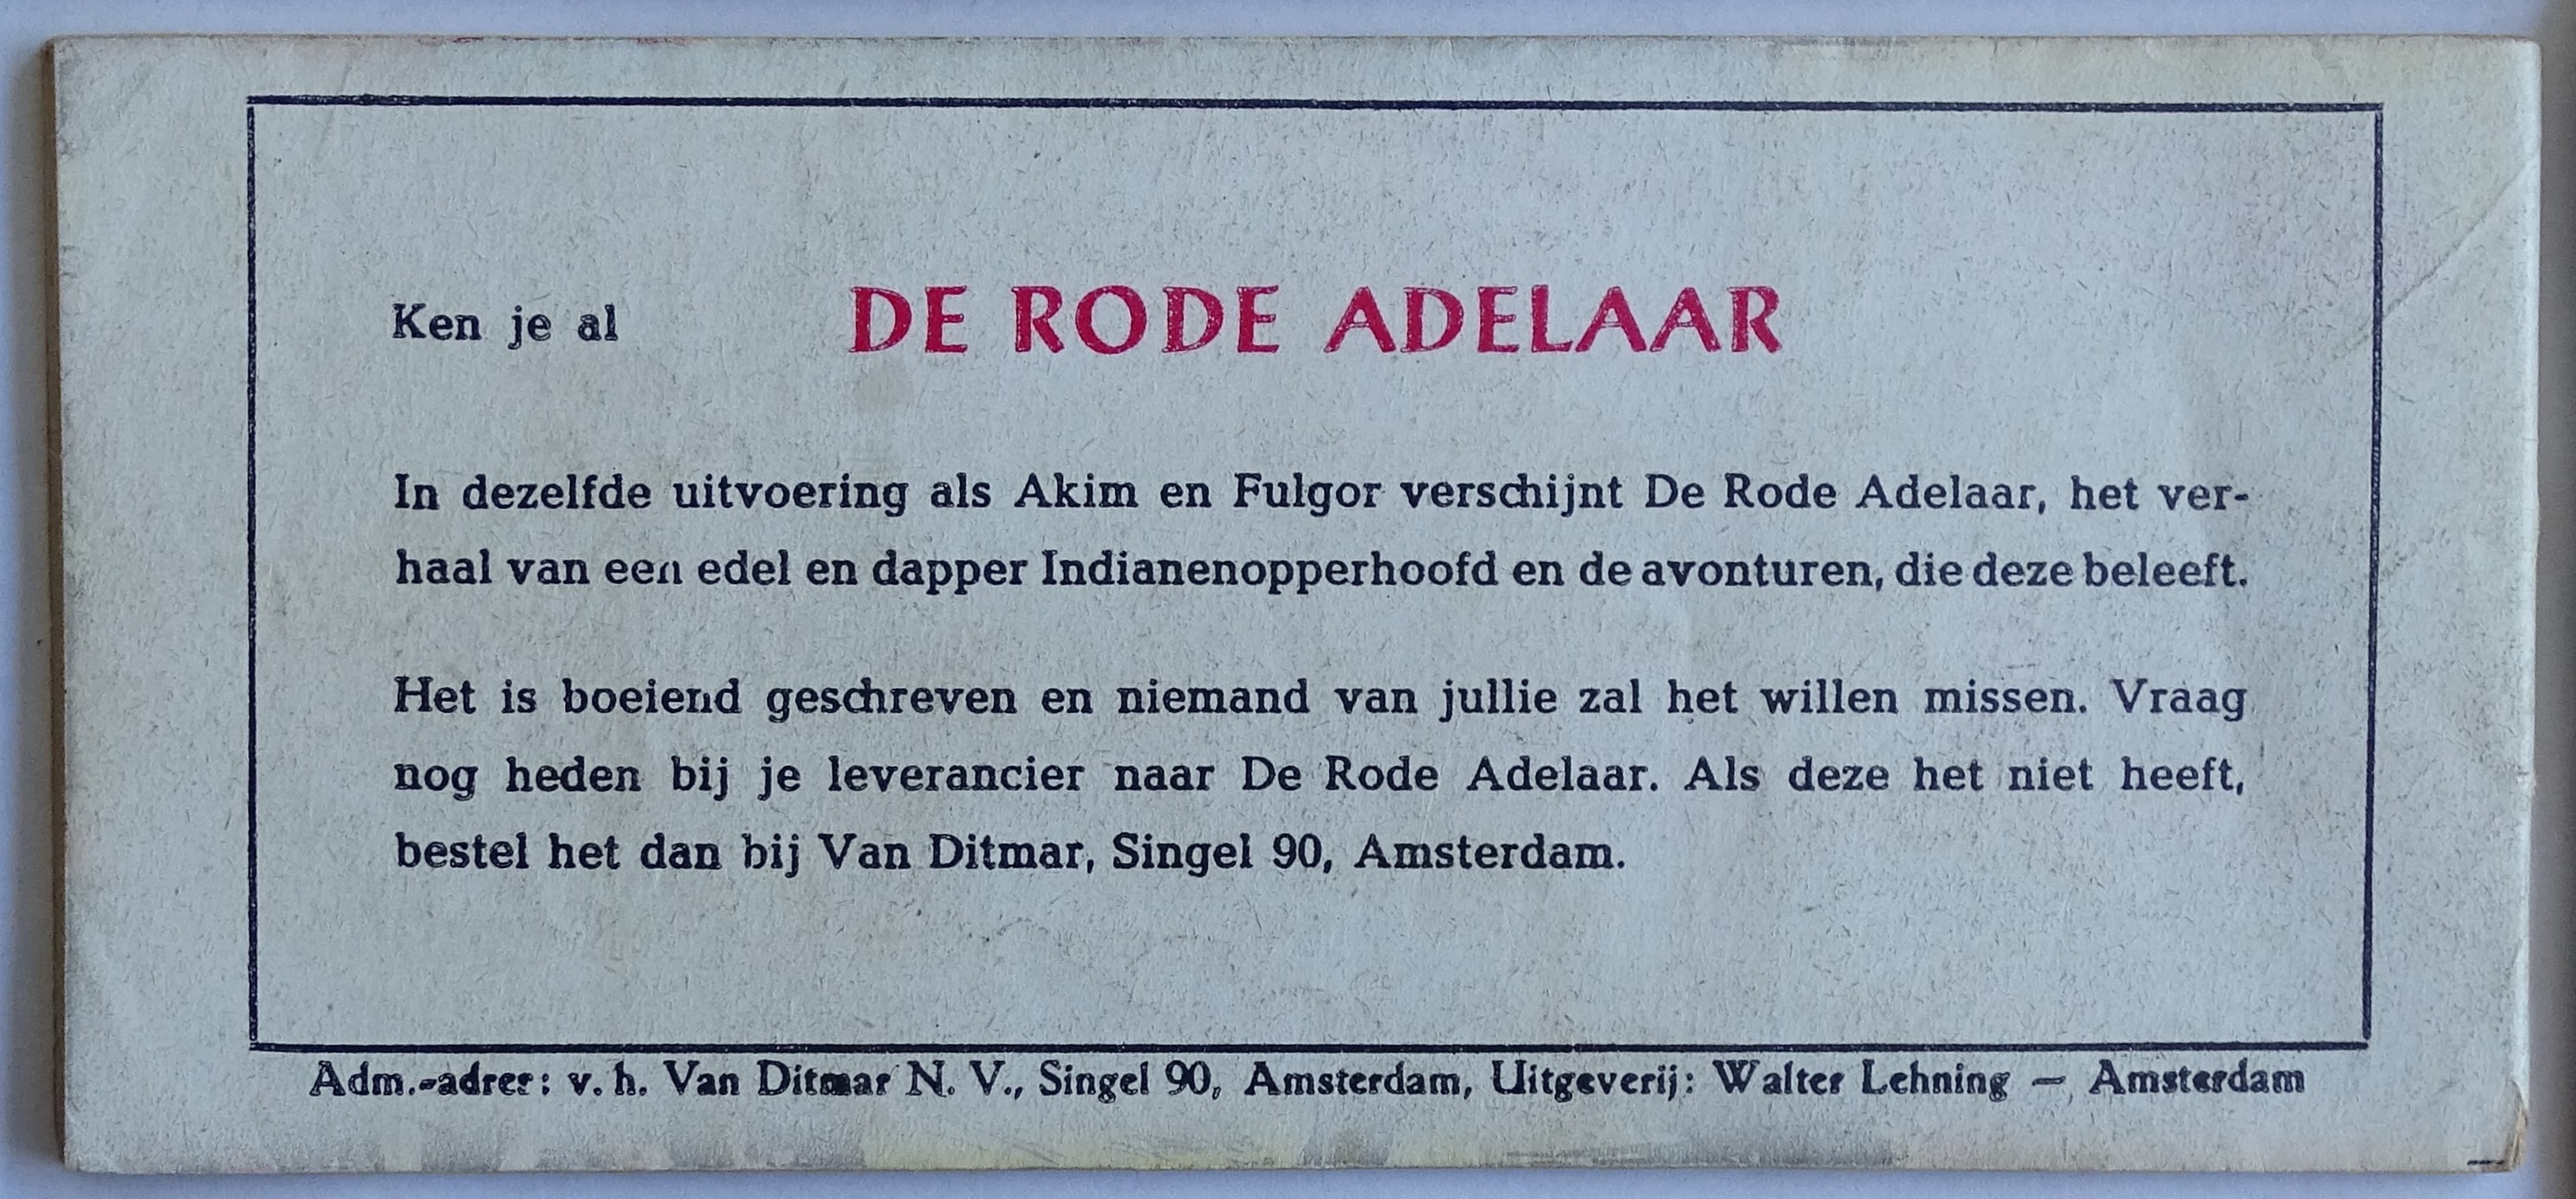 Ken je al DE RODE ADELAAR
In dezelfde uitvoering als Akim en Fulgor verschijnt De Rode Adelaar, het ver-
haal van een edel en dapper Indianenopperhoofd en de avonturen, die deze beleeft.
Het is boeiend geschreven en niemand van jullie zal het willen missen. Vraag
nog heden bij je leverancier naar De Rode Adelaar. Als deze het niet heeft,
bestel het dan bij Van Ditmar, Singel 90, Amsterdam.
Adm.-adres: v. h. Van Ditmar N. V., Singel 90, Amsterdam, Uitgeverij: Walter Lehning — Amsterdam